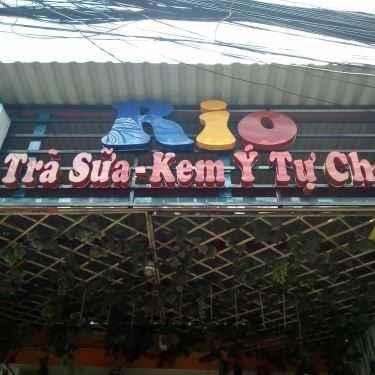 Rio
Trà Sữa - Kem Ý Tự Ch